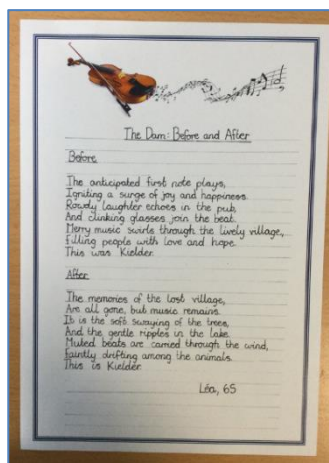 The Dam: Before and After
Before
The anticipated first note plays,
Igniting a surge of joy and happiness.
Rowdy laughter echoes in the pub,
And clinking glasses join the beat.
Merry music swirls through the lively village,
Filling people with love and hope.
This was Kielder.
After
The memories of the lost village,
Are all gone, but music remains.
It is the soft swaying of the trees,
And the gentle ripples in the lake.
Muted beats are carried through the wind,
Faintly drifting among the animals.
This is Kielder.
Léa, 6S